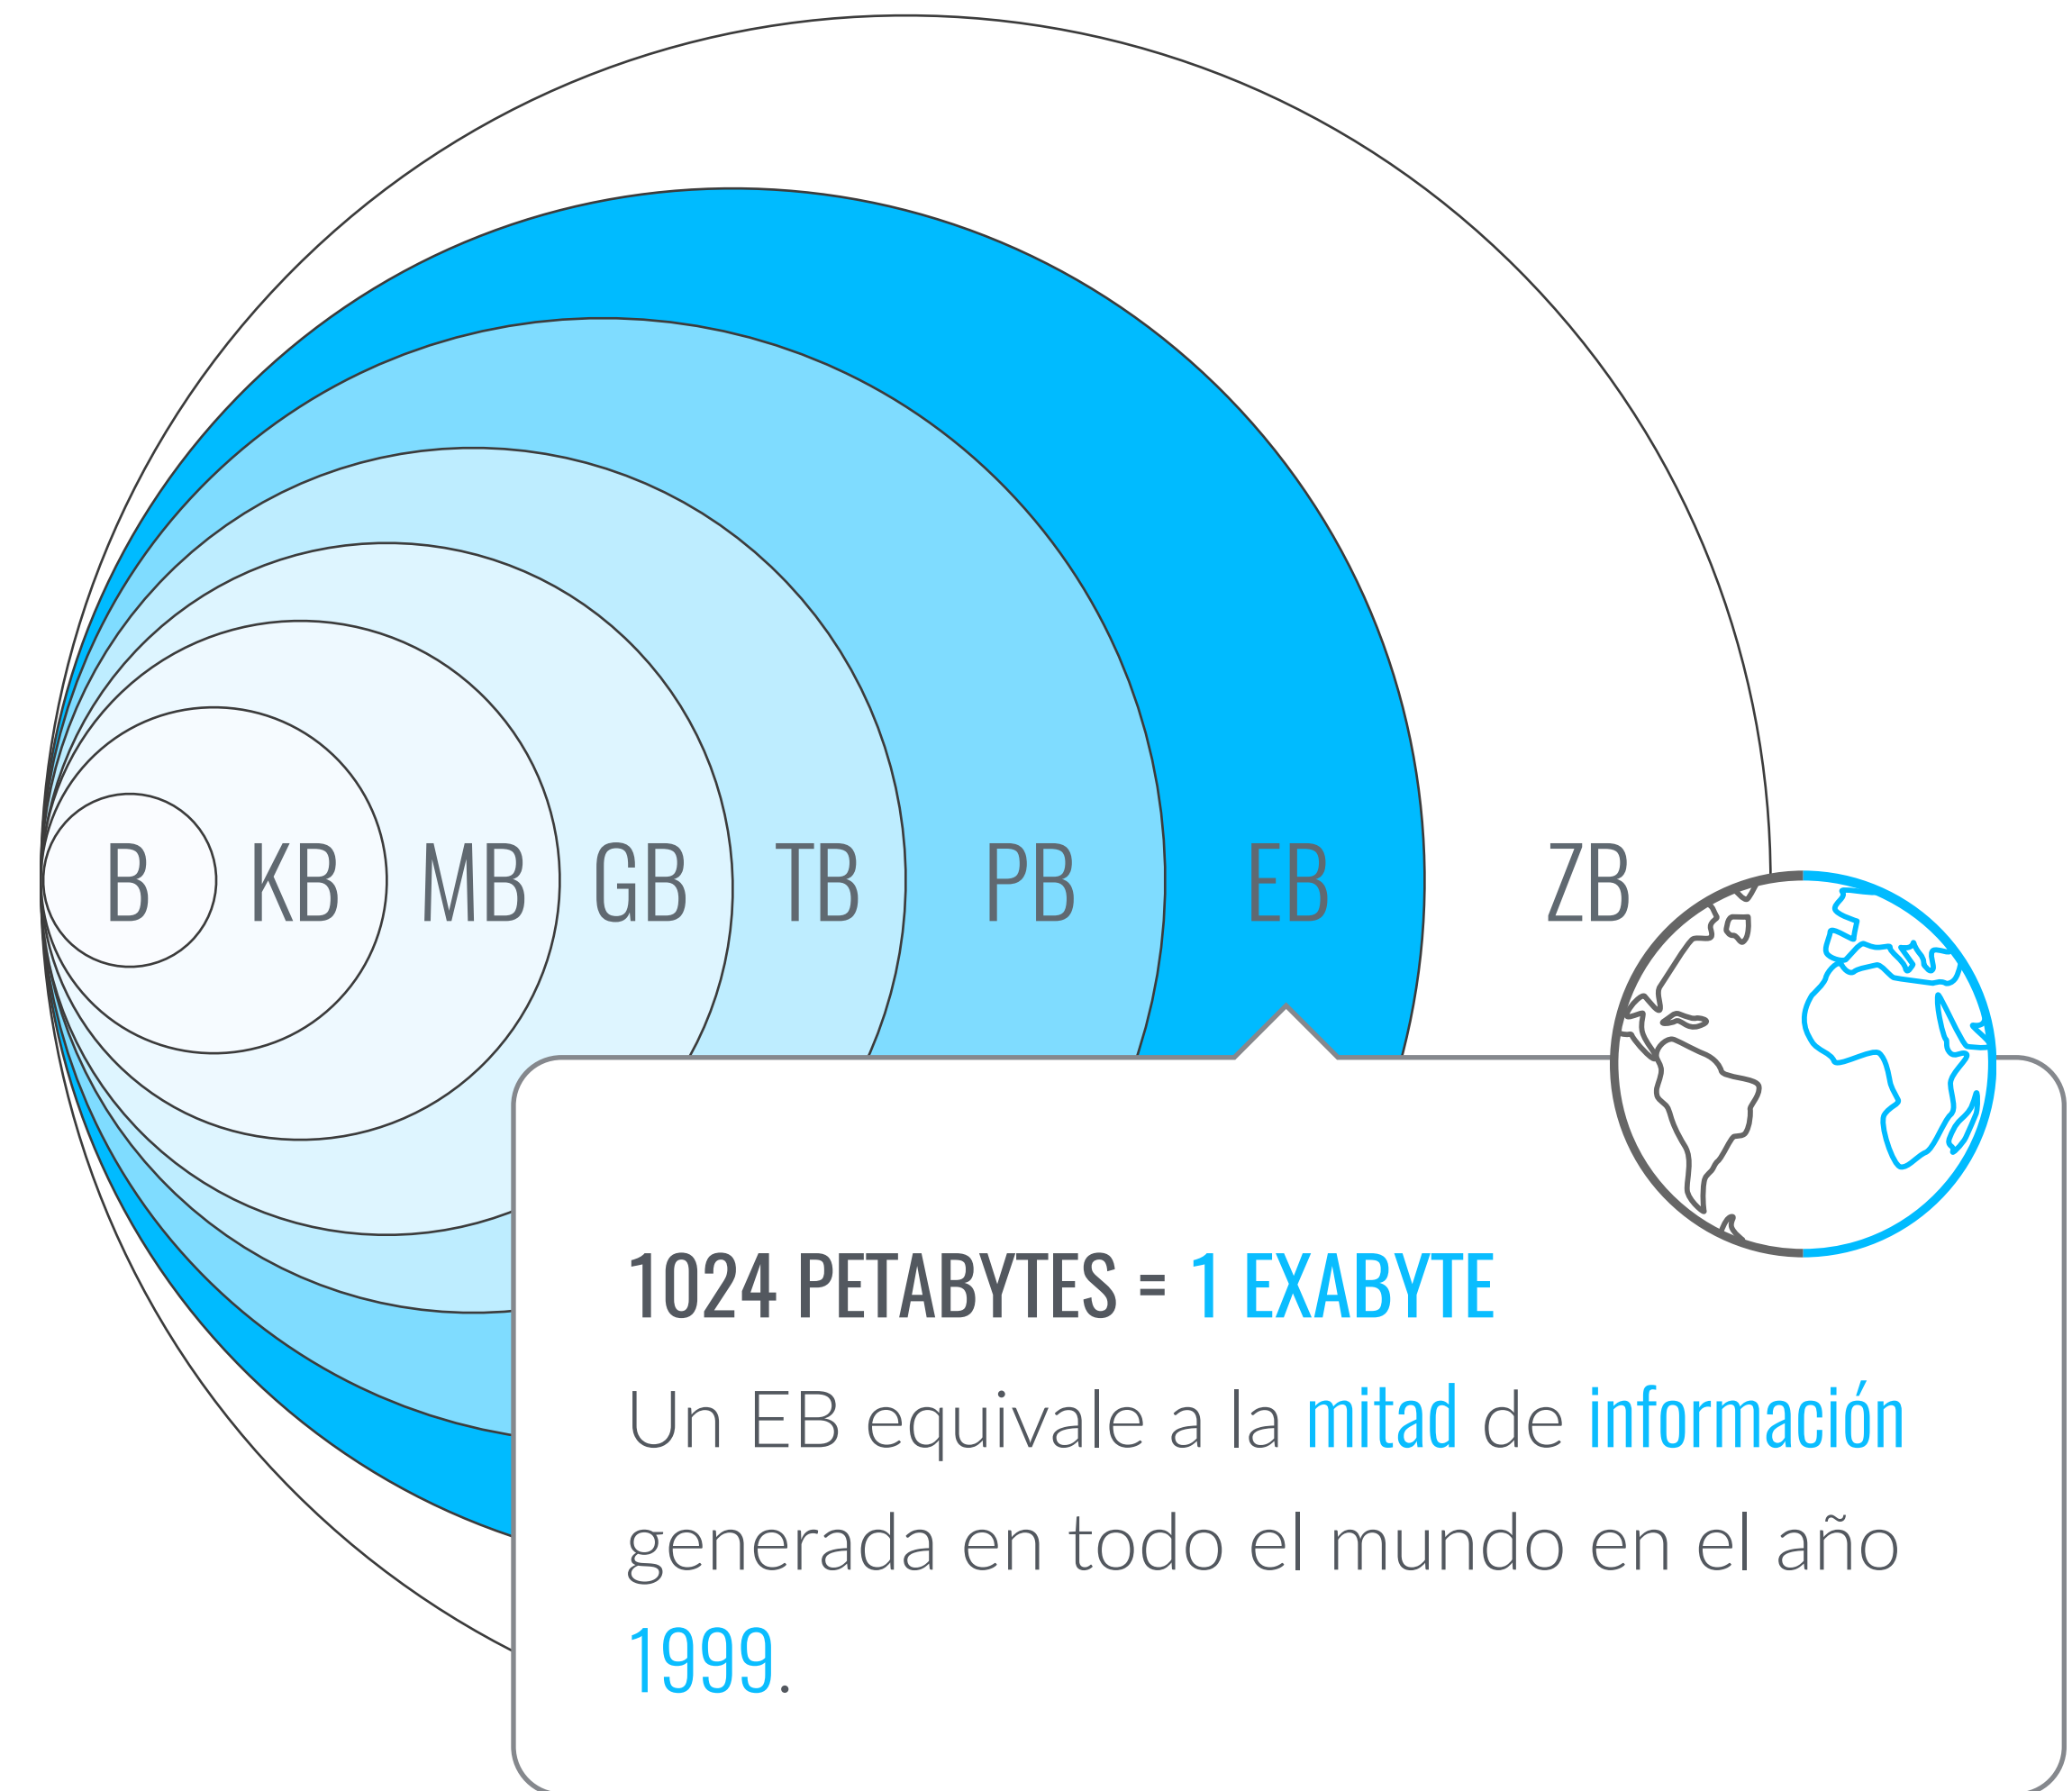 B KB MB GB TB PB EB ZB
1024 PETABYTES = 1 EXABYTE
Un EB equivale a la mitad de información
generada en todo el mundo en el año
1999.